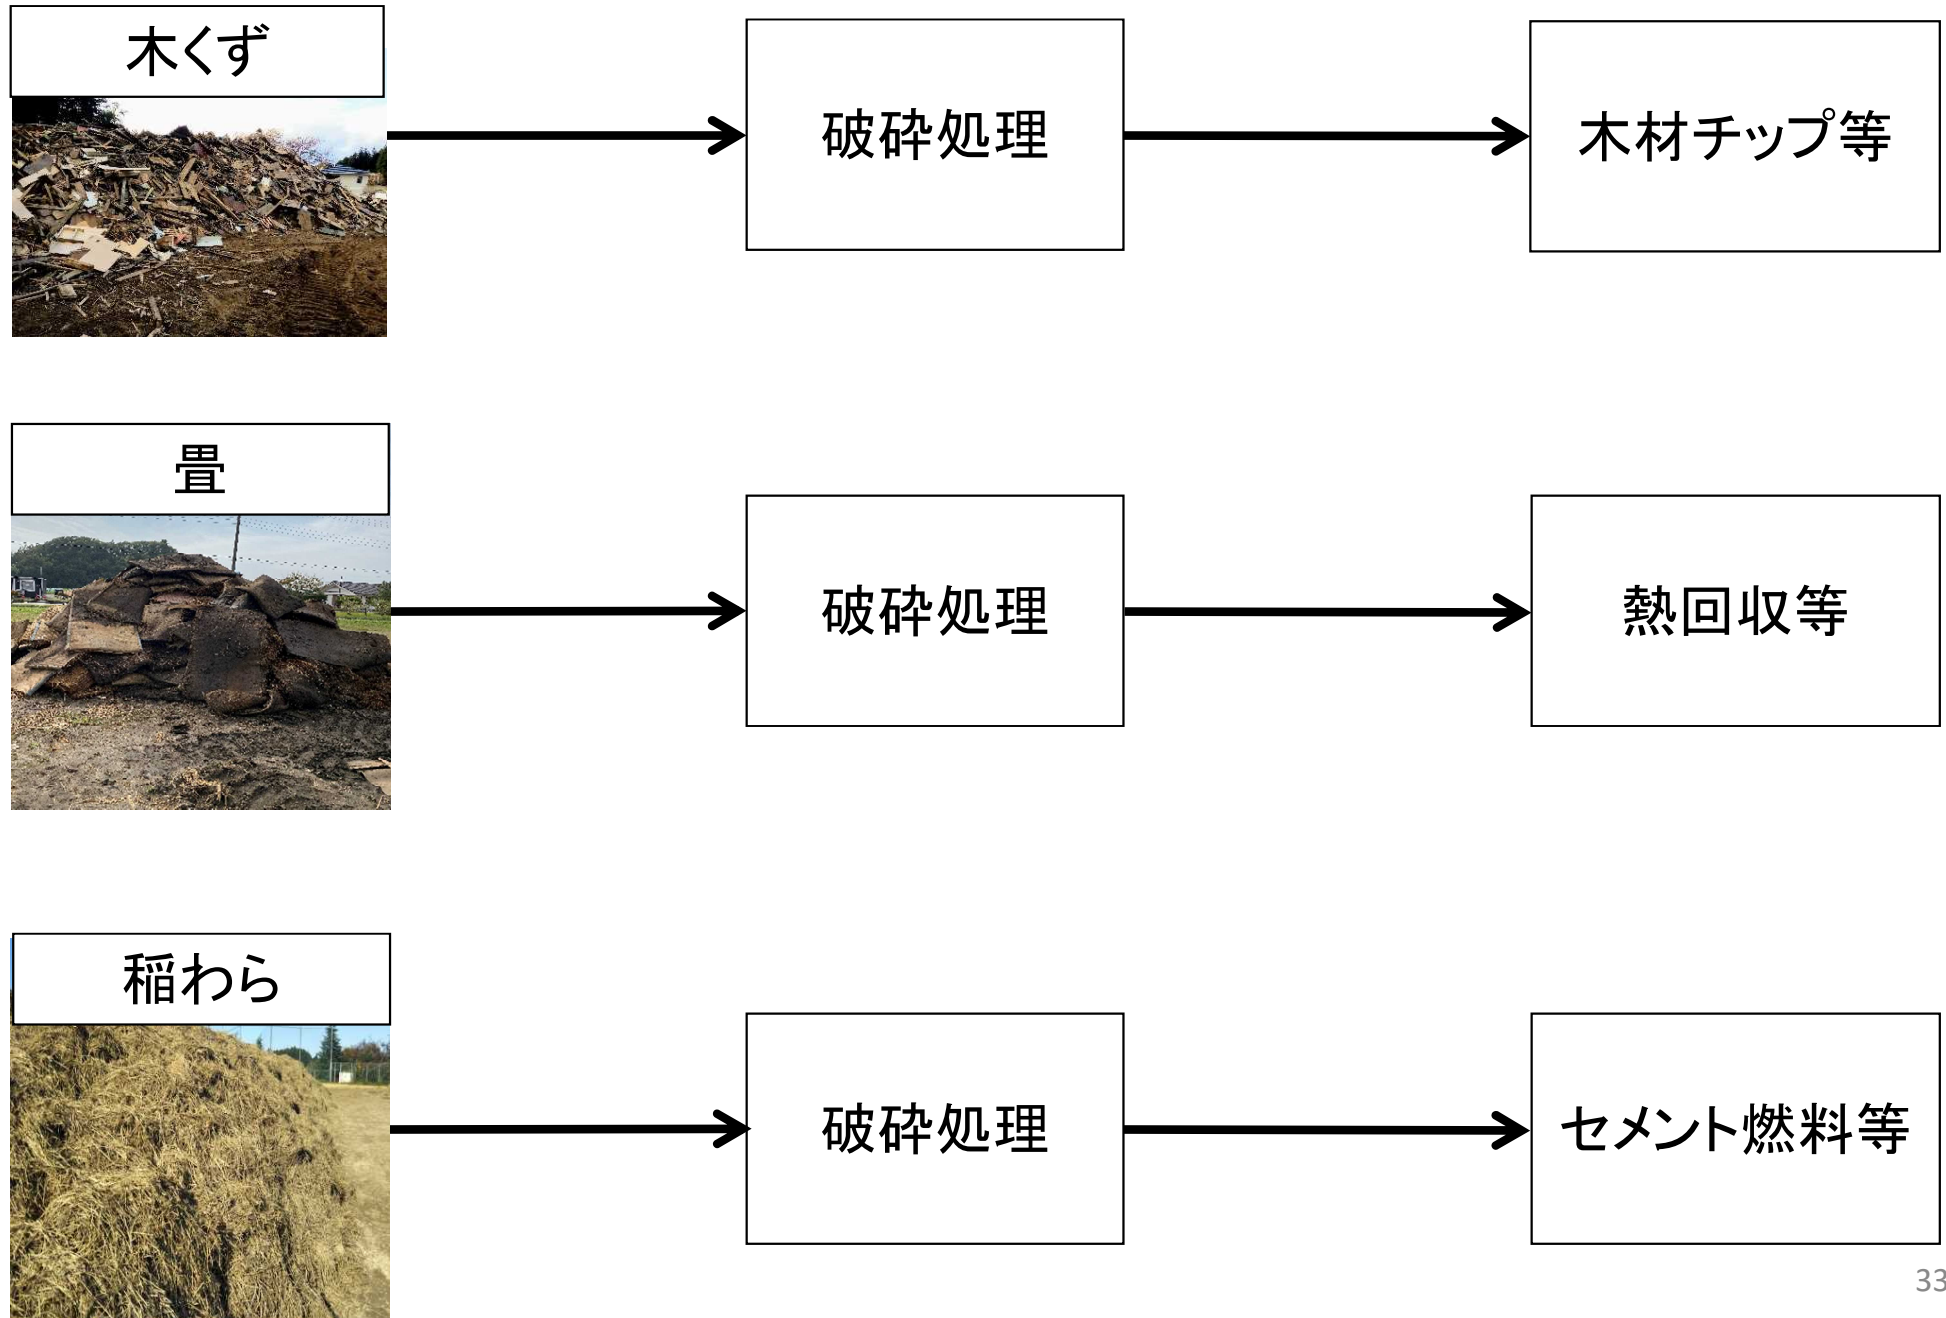 木くず
破砕処理
木材チップ等
畳
破砕処理
熱回収等
稲わら
破砕処理
セメント燃料等
33